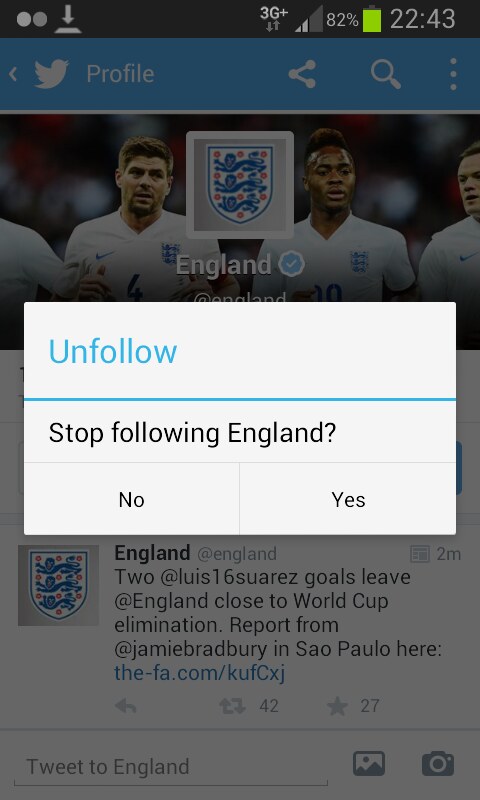 3G+ 82% 22:43
Profile
England
@england
4
Unfollow
Stop following England?
No Yes
England @england 2m
Two @luis16suarez goals leave
@England close to World Cup
elimination. Report from
@jamiebradbury in Sao Paulo here:
the-fa.com/kufCxj
42 27
Tweet to England